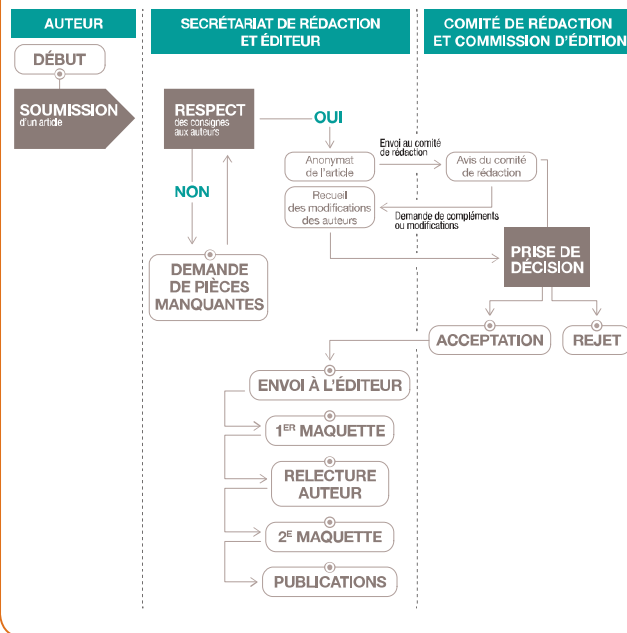 AUTEUR
SECRÉTARIAT DE RÉDACTION
ET ÉDITEUR
COMITÉ DE RÉDACTION
ET COMMISSION D'ÉDITION
DÉBUT
SOUMISSION
d'un article
RESPECT
des consignes
aux auteurs
OUI
NON
Anonymat
de l'article
Envoi au comité
de rédaction
Avis du comité
de rédaction
Recueil
des modifications
des auteurs
Demande de compléments
ou modifications
DEMANDE
DE PIÈCES
MANQUANTES
PRISE DE
DÉCISION
ACCEPTATION
REJET
ENVOI À L'ÉDITEUR
1ER MAQUETTE
RELECTURE
AUTEUR
2E MAQUETTE
PUBLICATIONS